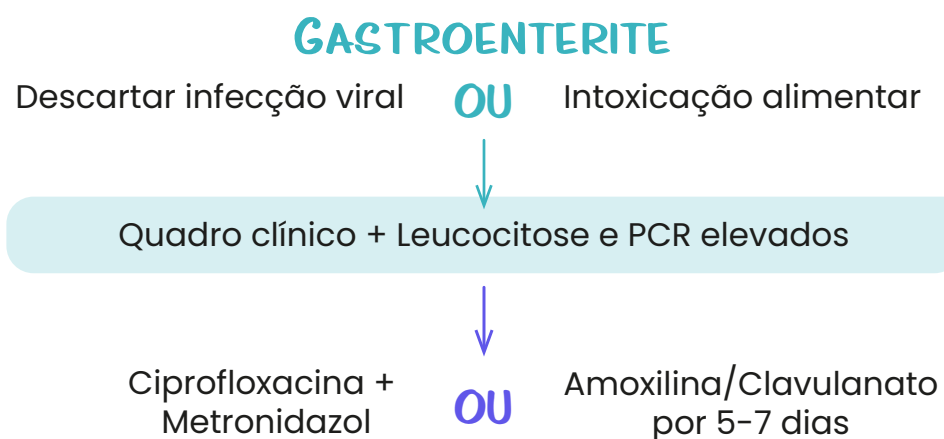 GASTROENTERITE
Descartar infecção viral OU Intoxicação alimentar
Quadro clínico + Leucocitose e PCR elevados
Ciprofloxacina +
Metronidazol
OU
Amoxilina/Clavulanato
por 5-7 dias